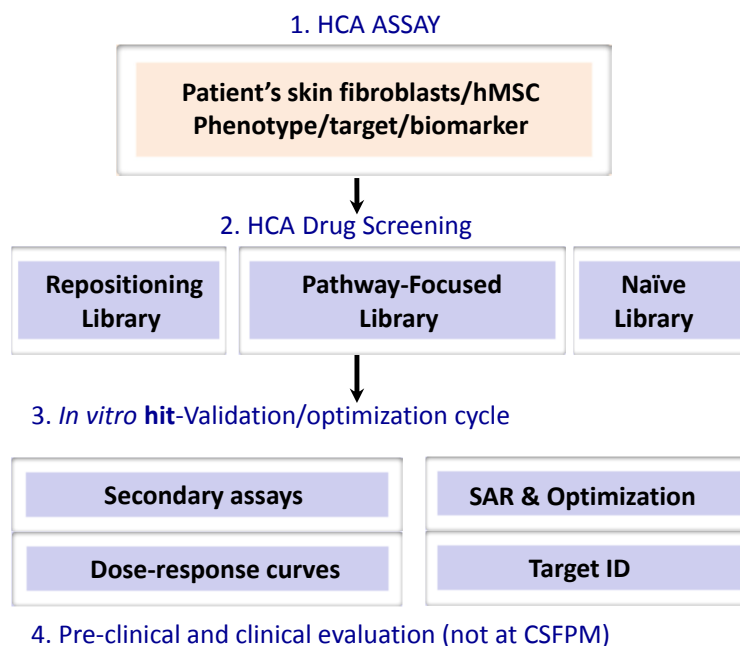 1. HCA ASSAY
Patient’s skin fibroblasts/hMSC
Phenotype/target/biomarker
2. HCA Drug Screening
Repositioning
Library
Pathway-Focused
Library
Naïve
Library
3. In vitro hit-Validation/optimization cycle
Secondary assays
SAR & Optimization
Dose-response curves
Target ID
4. Pre-clinical and clinical evaluation (not at CSFPM)